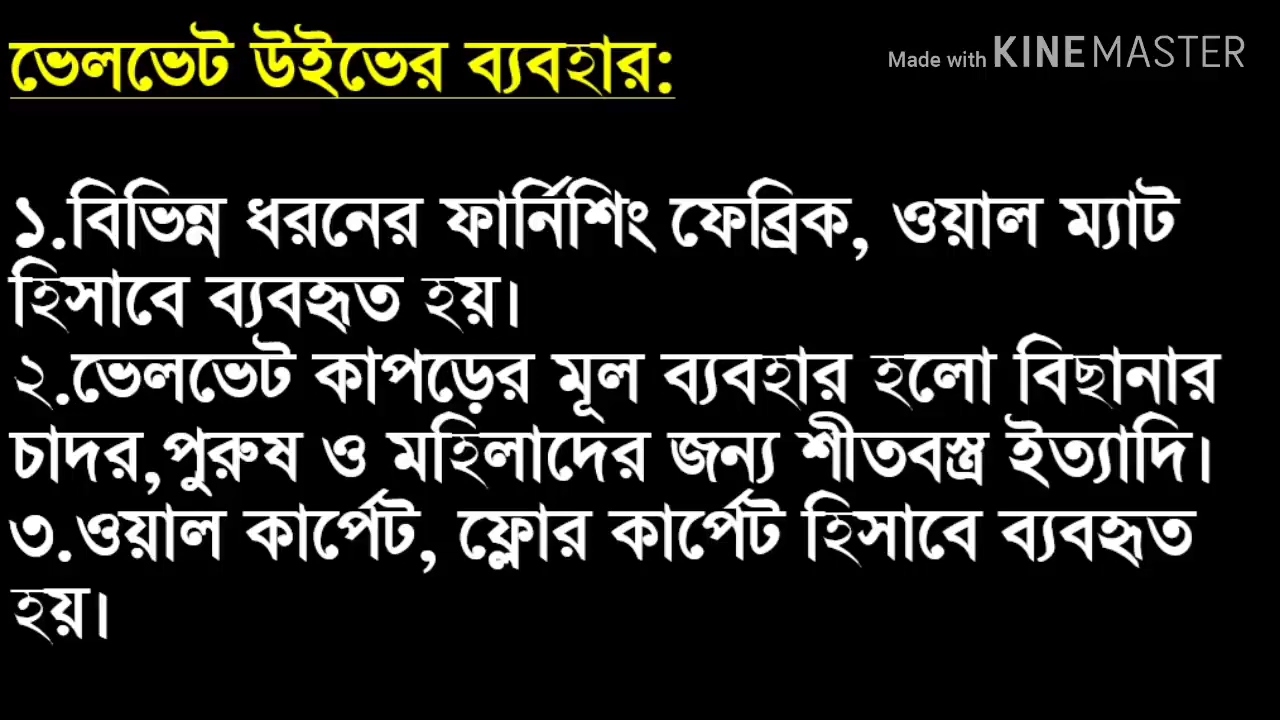 ভেলভেট উইভের ব্যবহার:
Made with KINEMASTER
১.বিভিন্ন ধরনের ফার্নিশিং ফেব্রিক, ওয়াল ম্যাট
হিসাবে ব্যবহৃত হয়।
২.ভেলভেট কাপড়ের মূল ব্যবহার হলো বিছানার
চাদর,পুরুষ ও মহিলাদের জন্য শীতবস্ত্র ইত্যাদি।
৩.ওয়াল কার্পেট, ফ্লোর কার্পেট হিসাবে ব্যবহৃত
হয়।